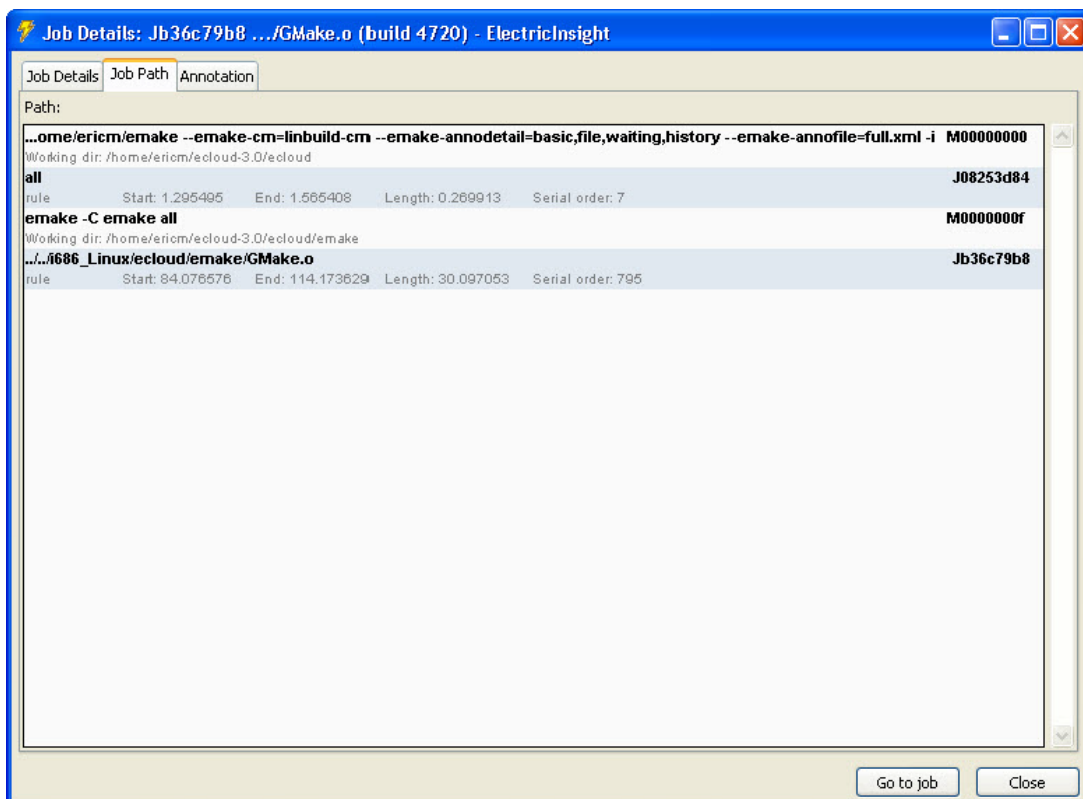 Job Details: Jb36c79b8 .../GMake.o (build 4720) - ElectricInsight
Job Details Job Path Annotation
Path:
...ome/ericm/emake --emake-cm=linbuild-cm --emake-annodetail=basic,file,waiting,history --emake-annofile=full.xml -i M00000000
Working dir: /home/ericm/ecloud-3.0/ecloud
all J08253d84
rule Start: 1.295495 End: 1.565408 Length: 0.269913 Serial order: 7
emake -C emake all M0000000f
Working dir: /home/ericm/ecloud-3.0/ecloud/emake
../../i686_Linux/ecloud/emake/GMake.o Jb36c79b8
rule Start: 84.076576 End: 114.173629 Length: 30.097053 Serial order: 795
Go to job Close